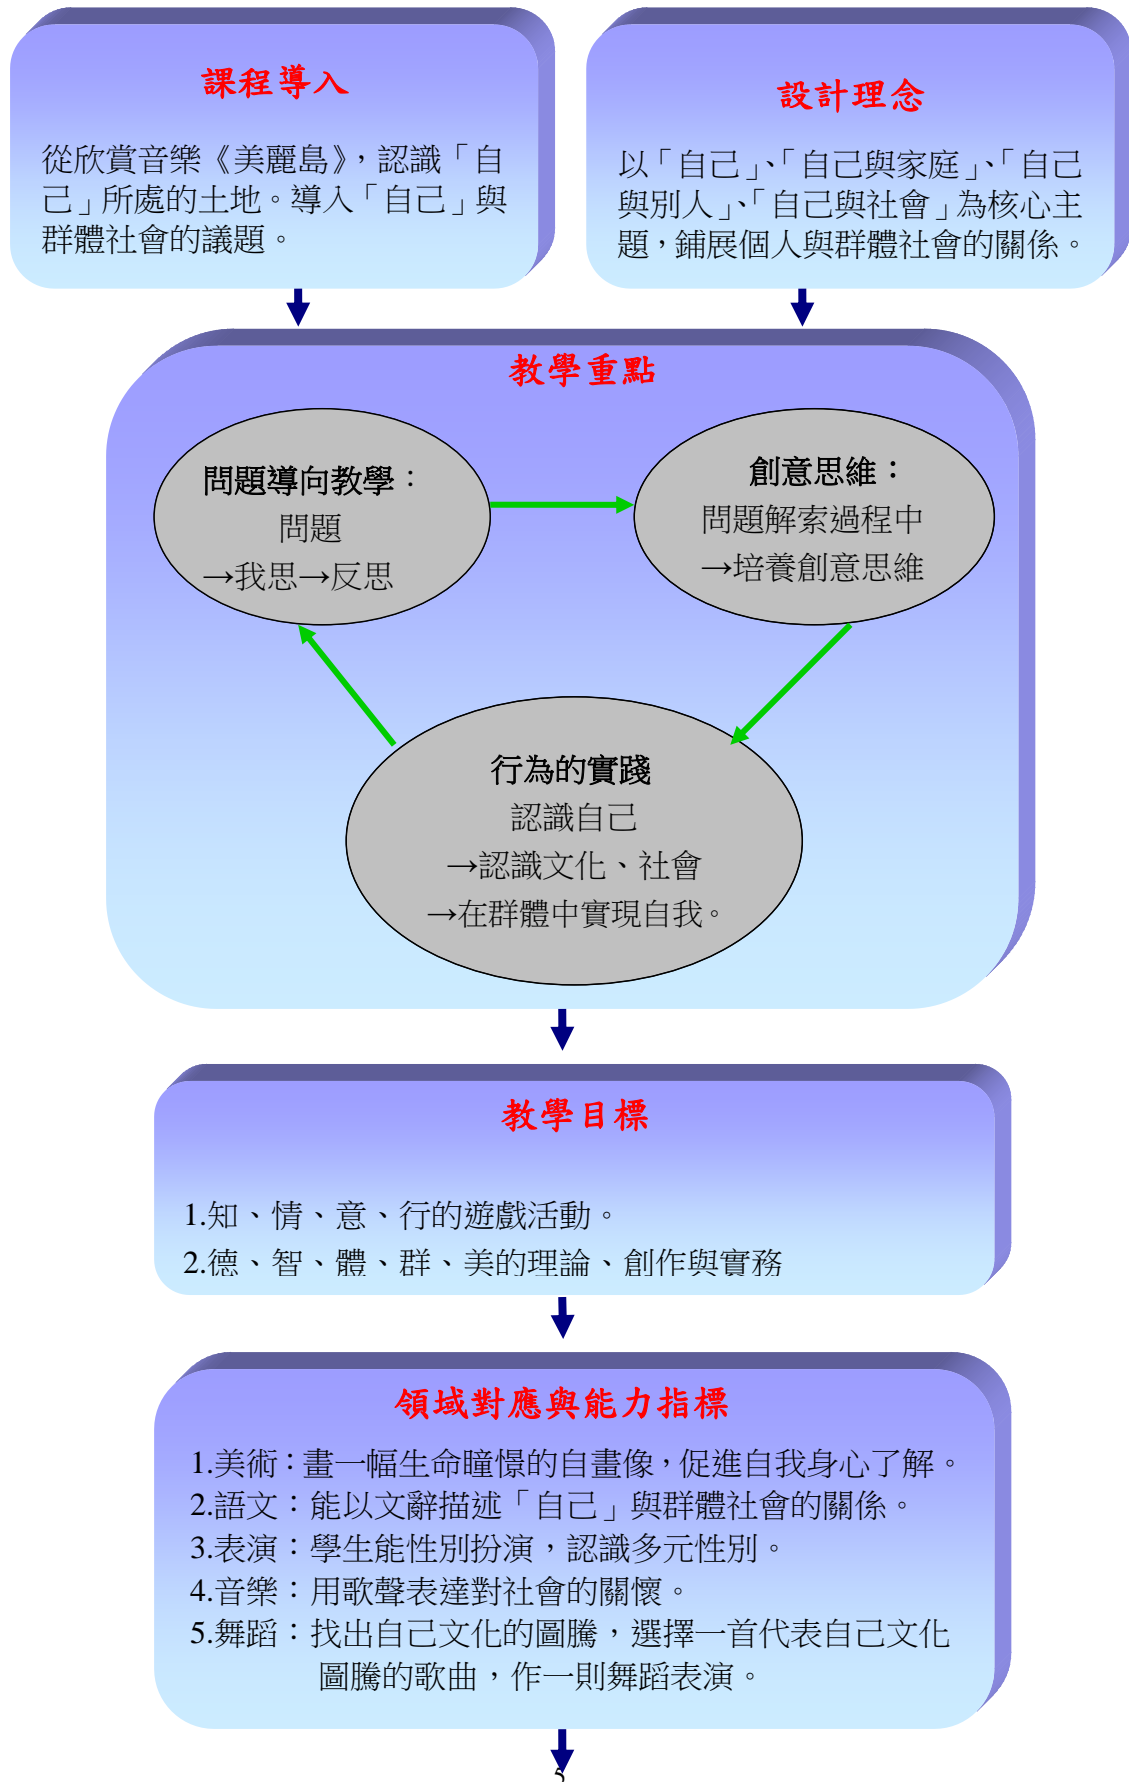 課程導入
從欣賞音樂《美麗島》，認識「自
己」所處的土地。導入「自己」與
群體社會的議題。
設計理念
以「自己」、「自己與家庭」、「自己
與別人」、「自己與社會」為核心主
題，鋪展個人與群體社會的關係。
教學重點
問題導向教學：
問題
→我思→反思
創意思維：
問題解索過程中
→培養創意思維
行為的實踐
認識自己
→認識文化、社會
→在群體中實現自我。
教學目標
1.知、情、意、行的遊戲活動。
2.德、智、體、群、美的理論、創作與實務
領域對應與能力指標
1.美術：畫一幅生命瞳憬的自畫像，促進自我身心了解。
2.語文：能以文辭描述「自己」與群體社會的關係。
3.表演：學生能性別扮演，認識多元性別。
4.音樂：用歌聲表達對社會的關懷。
5.舞蹈：找出自己文化的圖騰，選擇一首代表自己文化
圖騰的歌曲，作一則舞蹈表演。
5